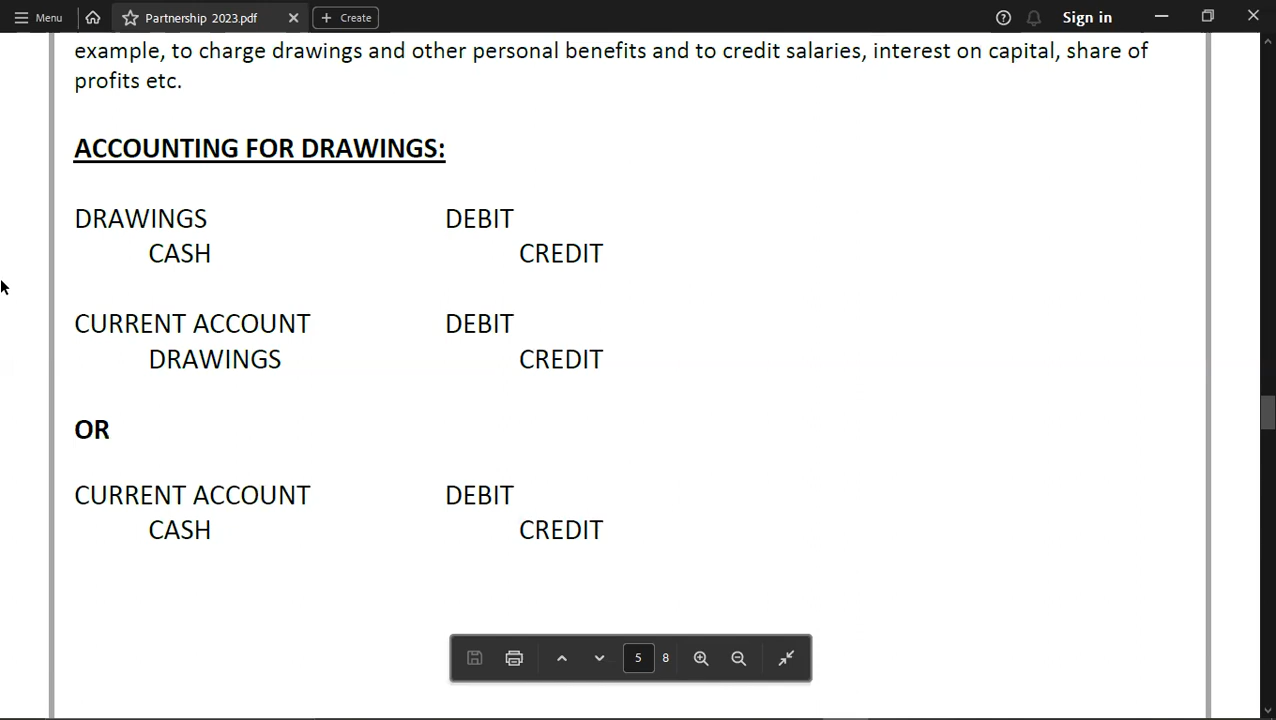 Menu Partnership 2023.pdf Create Sign in
example, to charge drawings and other personal benefits and to credit salaries, interest on capital, share of
profits etc.
ACCOUNTING FOR DRAWINGS:
DRAWINGS DEBIT
CASH CREDIT
CURRENT ACCOUNT DEBIT
DRAWINGS CREDIT
OR
CURRENT ACCOUNT DEBIT
CASH CREDIT
5 8